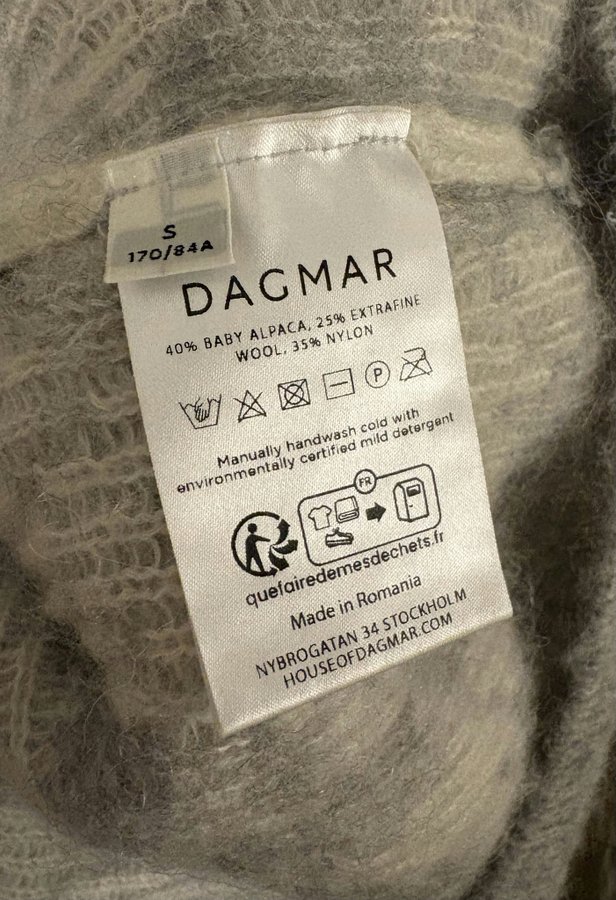 S
170/84A
DAGMAR
40% BABY ALPACA, 25% EXTRAFINE
WOOL, 35% NYLON
P
Manually handwash cold with
environmentally certified mild detergent
FR
quefairedemesdechets.fr
Made in Romania
NYBROGATAN 34 STOCKHOLM
HOUSEOFDAGMAR.COM